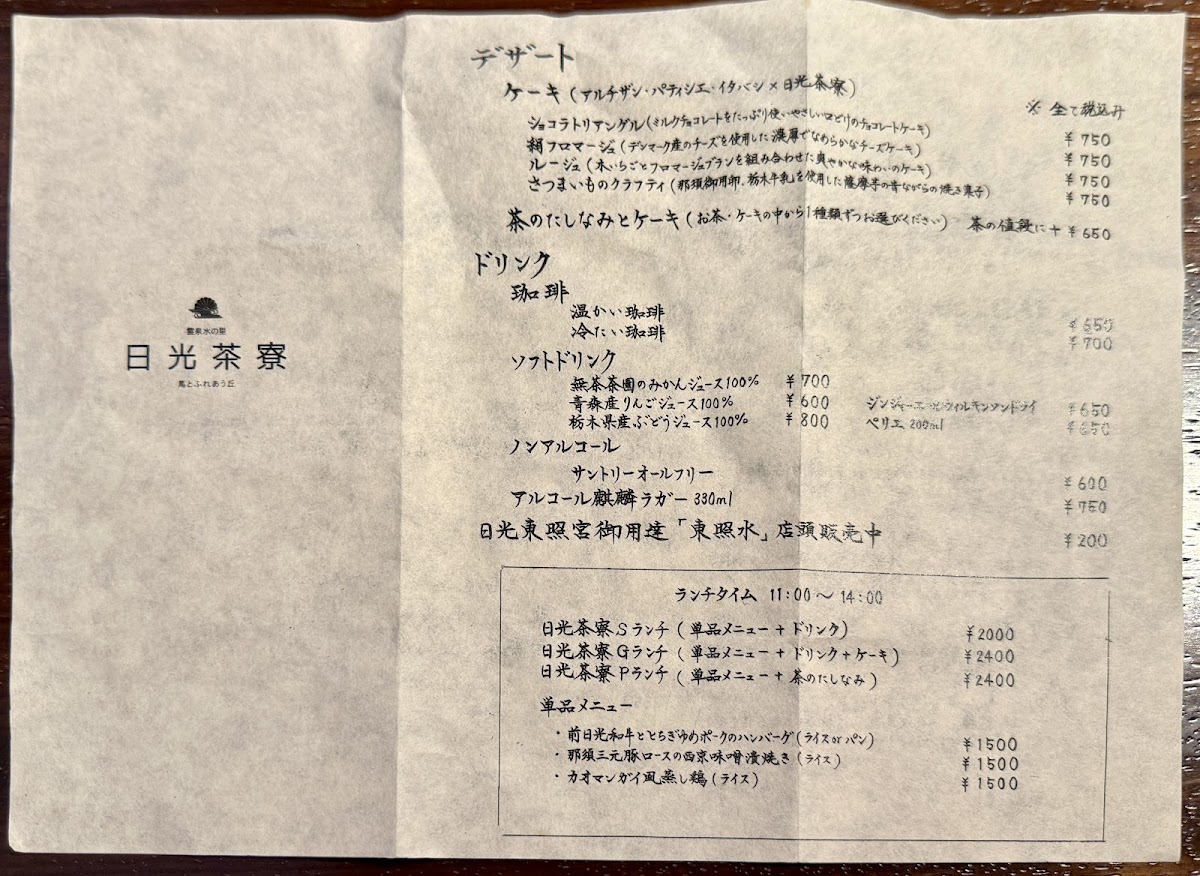 霊泉水の里
日光茶寮
馬とふれあう丘
デザート
ケーキ(アルチザン・パティシエ・イタバシ×日光茶寮)
※ 全て税込み
ショコラトリアングル(ミルクチョコレートをたっぷり使いやさしい口どけのチョコレートケーキ) ¥750
絹フロマージュ(デンマーク産のチーズを使用した濃厚でなめらかなチーズケーキ) ¥750
ルージュ(木いちごとフロマージュブランを組み合わせた爽やかな味わいのケーキ) ¥750
さつまいものクラフティ(那須御用卵、栃木牛乳を使用した薩摩芋の昔ながらの焼き菓子) ¥750
茶のたしなみとケーキ(お茶・ケーキの中から1種類ずつお選びください) 茶の値段に+¥650
ドリンク
珈琲
温かい珈琲 ¥650
冷たい珈琲 ¥700
ソフトドリンク
無茶茶園のみかんジュース100% ¥700
青森産りんごジュース100% ¥600 ジンジャーエール ウィルキンソンドライ ¥650
栃木県産ぶどうジュース100% ¥800 ペリエ 200ml ¥650
ノンアルコール
サントリーオールフリー ¥600
アルコール麒麟ラガー 330ml ¥750
日光東照宮御用達「東照水」店頭販売中 ¥200
ランチタイム 11:00〜14:00
日光茶寮Sランチ(単品メニュー+ドリンク) ¥2000
日光茶寮Gランチ(単品メニュー+ドリンク+ケーキ) ¥2400
日光茶寮Pランチ(単品メニュー+茶のたしなみ) ¥2400
単品メニュー
・前日光和牛ととちぎゆめポークのハンバーグ(ライスorパン) ¥1500
・那須三元豚ロースの西京味噌漬焼き(ライス) ¥1500
・カオマンガイ風蒸し鶏(ライス) ¥1500